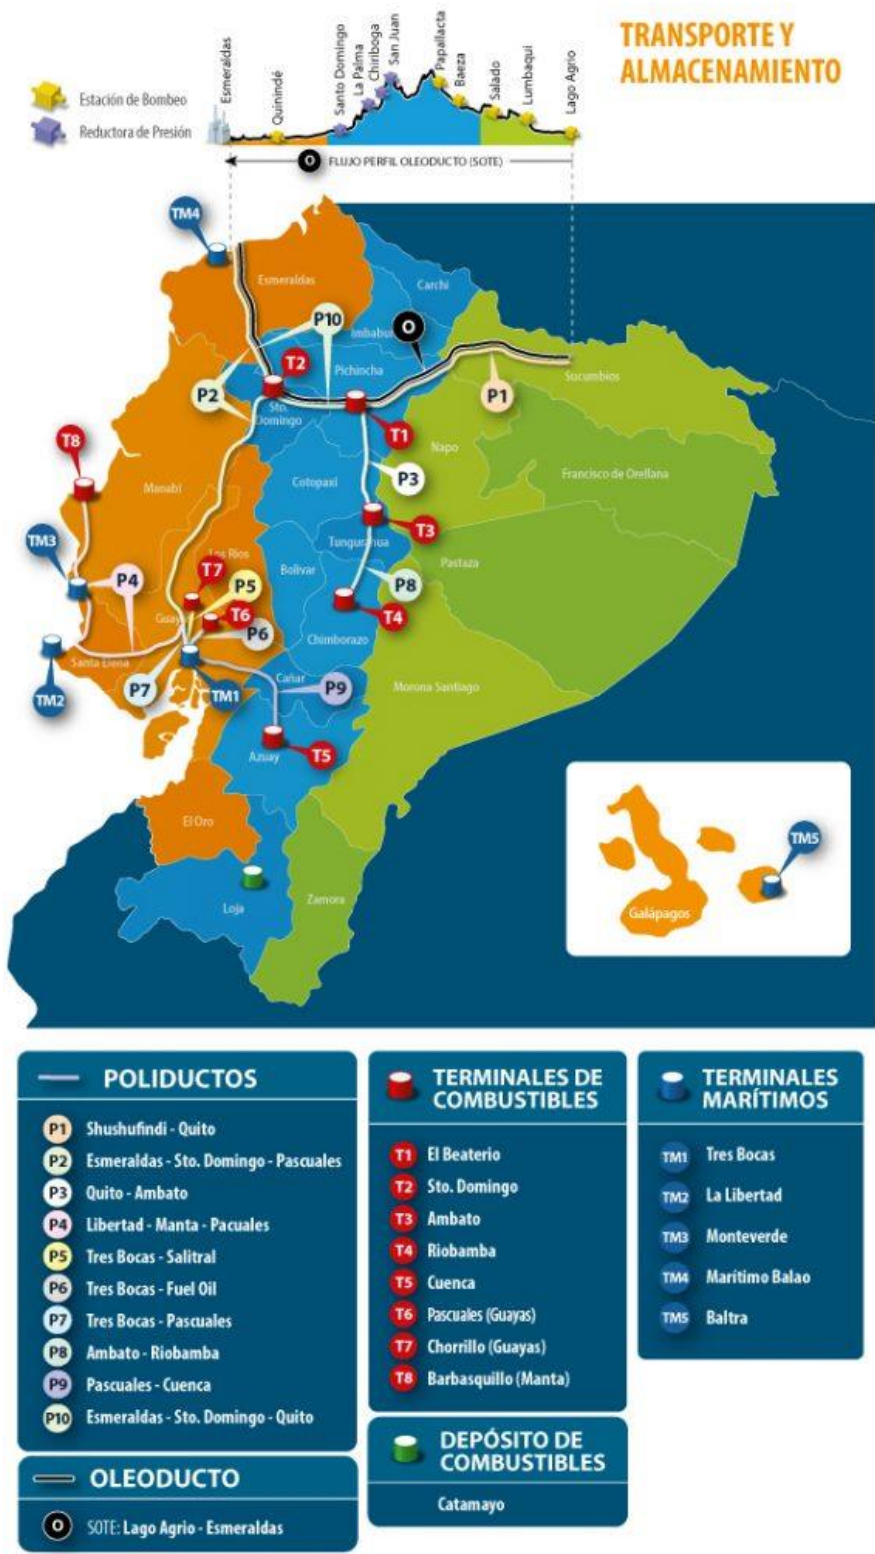 TRANSPORTE Y
ALMACENAMIENTO
Estación de Bombeo
Reductora de Presión
Esmeraldas
Quinindé
Santo Domingo
La Palma
Chiriboga
San Juan
Papallacta
Baeza
Salado
Lumbaqui
Lago Agrio
O FLUJO PERFIL OLEODUCTO (SOTE)
TM4
Esmeraldas
Carchi
P10
O
Imbabur
T2
Pichincha
P2
P1
Sucumbíos
Sto.
Domingo
T1
T8
Napo
Manabí
Cotopaxi
P3
Francisco de Orellana
T3
TM3
Tungurahua
Los Ríos
Bolívar
Pastaza
T7
P4
P5
P8
Guaya
T6
T4
P6
Chimborazo
Santa Elena
TM2
P7
TM1
Cañar
P9
Morona Santiago
Azuay
T5
El Oro
TM5
Loja
Zamora
Galápagos
POLIDUCTOS
P1 Shushufindi - Quito
P2 Esmeraldas - Sto. Domingo - Pascuales
P3 Quito - Ambato
P4 Libertad - Manta - Pacuales
P5 Tres Bocas - Salitral
P6 Tres Bocas - Fuel Oil
P7 Tres Bocas - Pascuales
P8 Ambato - Riobamba
P9 Pascuales - Cuenca
P10 Esmeraldas - Sto. Domingo - Quito
OLEODUCTO
O SOTE: Lago Agrio - Esmeraldas
TERMINALES DE
COMBUSTIBLES
T1 El Beaterio
T2 Sto. Domingo
T3 Ambato
T4 Riobamba
T5 Cuenca
T6 Pascuales (Guayas)
T7 Chorrillo (Guayas)
T8 Barbasquillo (Manta)
DEPÓSITO DE
COMBUSTIBLES
Catamayo
TERMINALES
MARÍTIMOS
TM1 Tres Bocas
TM2 La Libertad
TM3 Monteverde
TM4 Marítimo Balao
TM5 Baltra